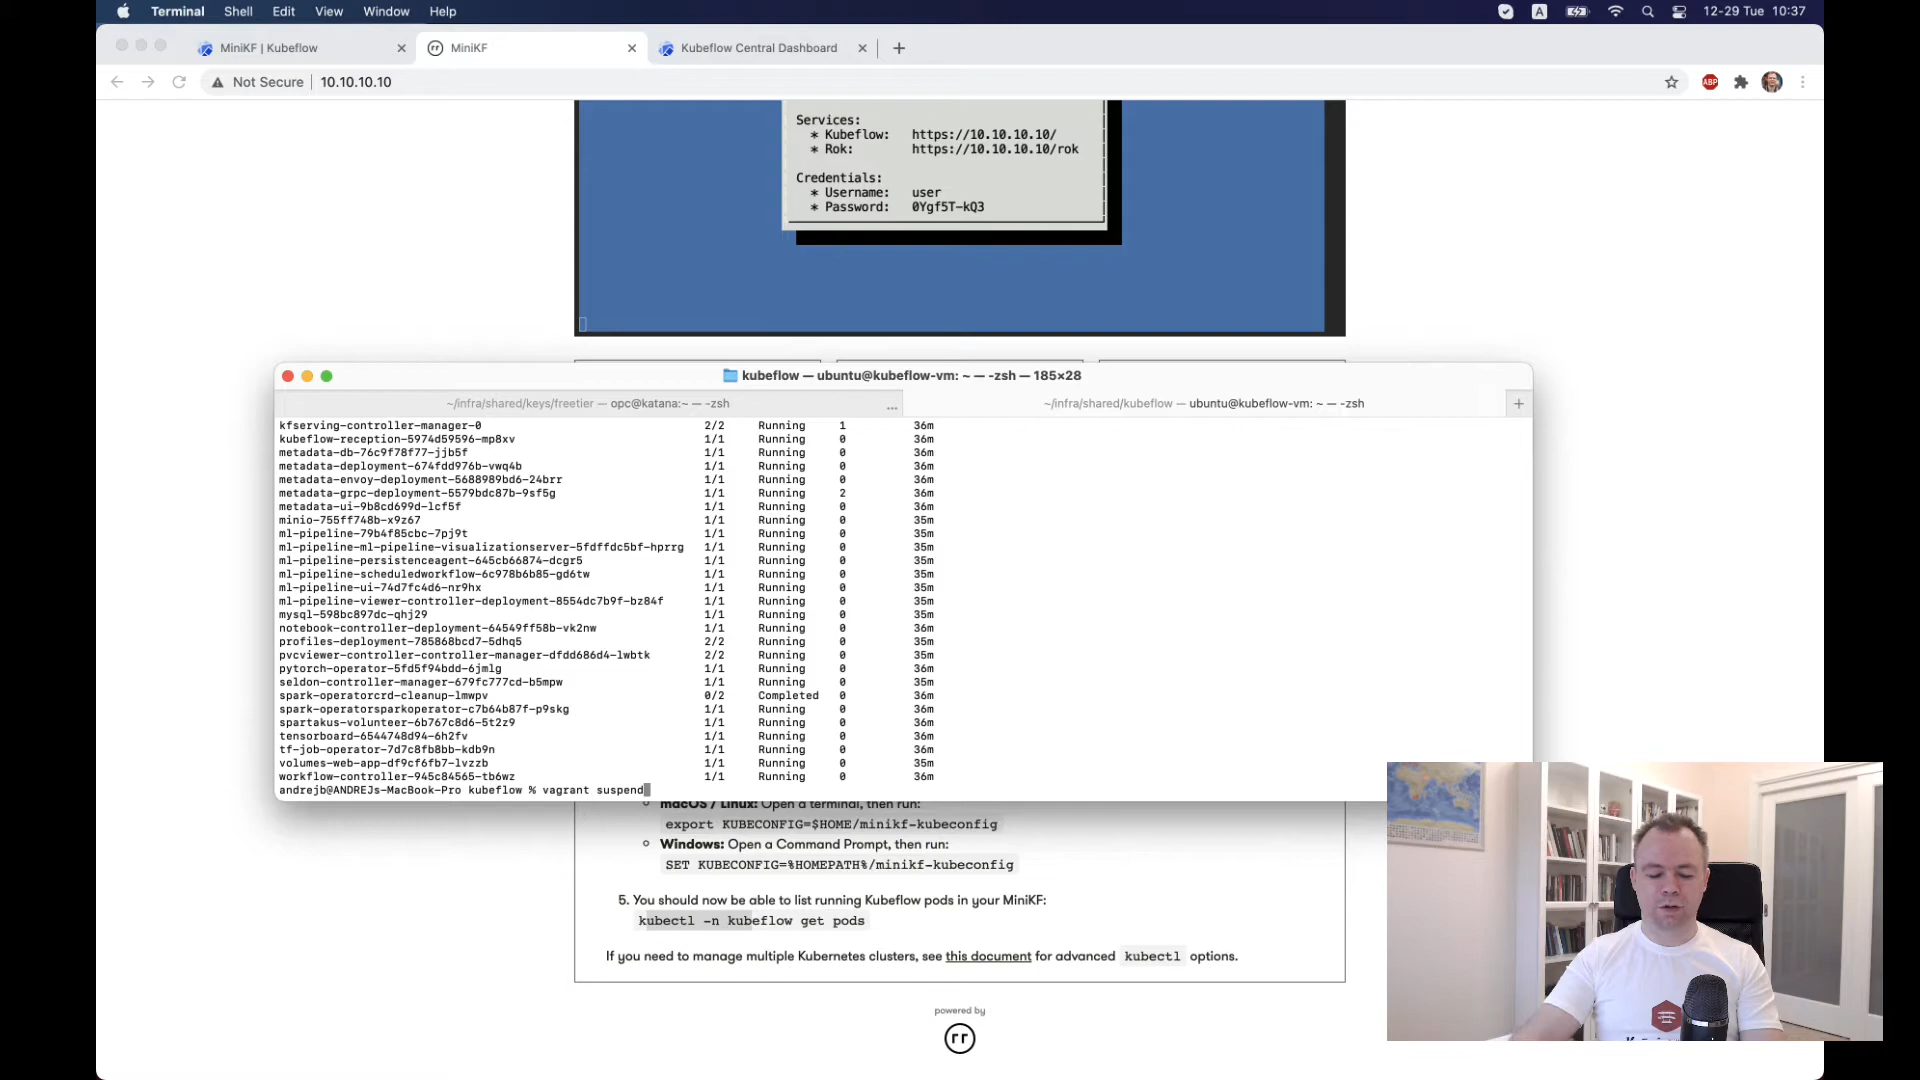 Terminal Shell Edit View Window Help
A
12-29 Tue 10:37
MiniKF | Kubeflow
MiniKF
Kubeflow Central Dashboard
Not Secure
10.10.10.10
ABP
Services:
* Kubeflow: https://10.10.10.10/
* Rok: https://10.10.10.10/rok
Credentials:
* Username: user
* Password: 0Ygf5T-kQ3
kubeflow — ubuntu@kubeflow-vm: ~ — -zsh — 185×28
~/infra/shared/keys/freetier — opc@katana:~ — -zsh
...
~/infra/shared/kubeflow — ubuntu@kubeflow-vm: ~ — -zsh
kfserving-controller-manager-0 2/2 Running 1 36m
kubeflow-reception-5974d59596-mp8xv 1/1 Running 0 36m
metadata-db-76c9f78f77-jjb5f 1/1 Running 0 36m
metadata-deployment-674fdd976b-vwq4b 1/1 Running 0 36m
metadata-envoy-deployment-5688989bd6-24brr 1/1 Running 0 36m
metadata-grpc-deployment-5579bdc87b-9sf5g 1/1 Running 2 36m
metadata-ui-9b8cd699d-lcf5f 1/1 Running 0 36m
minio-755ff748b-x9z67 1/1 Running 0 35m
ml-pipeline-79b4f85cbc-7pj9t 1/1 Running 0 35m
ml-pipeline-ml-pipeline-visualizationserver-5fdffdc5bf-hprrg 1/1 Running 0 35m
ml-pipeline-persistenceagent-645cb66874-dcgr5 1/1 Running 0 35m
ml-pipeline-scheduledworkflow-6c978b6b85-gd6tw 1/1 Running 0 35m
ml-pipeline-ui-74d7fc4d6-nr9hx 1/1 Running 0 35m
ml-pipeline-viewer-controller-deployment-8554dc7b9f-bz84f 1/1 Running 0 35m
mysql-598bc897dc-qhj29 1/1 Running 0 35m
notebook-controller-deployment-64549ff58b-vk2nw 1/1 Running 0 36m
profiles-deployment-785868bcd7-5dhq5 2/2 Running 0 36m
pvcviewer-controller-controller-manager-dfdd686d4-lwbtk 2/2 Running 0 35m
pytorch-operator-5fd5f94bdd-6jmlg 1/1 Running 0 36m
seldon-controller-manager-679fc777cd-b5mpw 1/1 Running 0 35m
spark-operatorcrd-cleanup-lmwpv 0/2 Completed 0 36m
spark-operatorsparkoperator-c7b64b87f-p9skg 1/1 Running 0 36m
spartakus-volunteer-6b767c8d6-5t2z9 1/1 Running 0 36m
tensorboard-6544748d94-6h2fv 1/1 Running 0 36m
tf-job-operator-7d7c8fb8bb-kdb9n 1/1 Running 0 36m
volumes-web-app-df9cf6fb7-lvzzb 1/1 Running 0 35m
workflow-controller-945c84565-tb6wz 1/1 Running 0 36m
andrejb@ANDREJs-MacBook-Pro kubeflow % vagrant suspend
macOS / Linux: Open a terminal, then run:
export KUBECONFIG=$HOME/minikf-kubeconfig
Windows: Open a Command Prompt, then run:
SET KUBECONFIG=%HOMEPATH%/minikf-kubeconfig
5. You should now be able to list running Kubeflow pods in your MiniKF:
kubectl -n kubeflow get pods
If you need to manage multiple Kubernetes clusters, see this document for advanced kubectl options.
powered by
rr